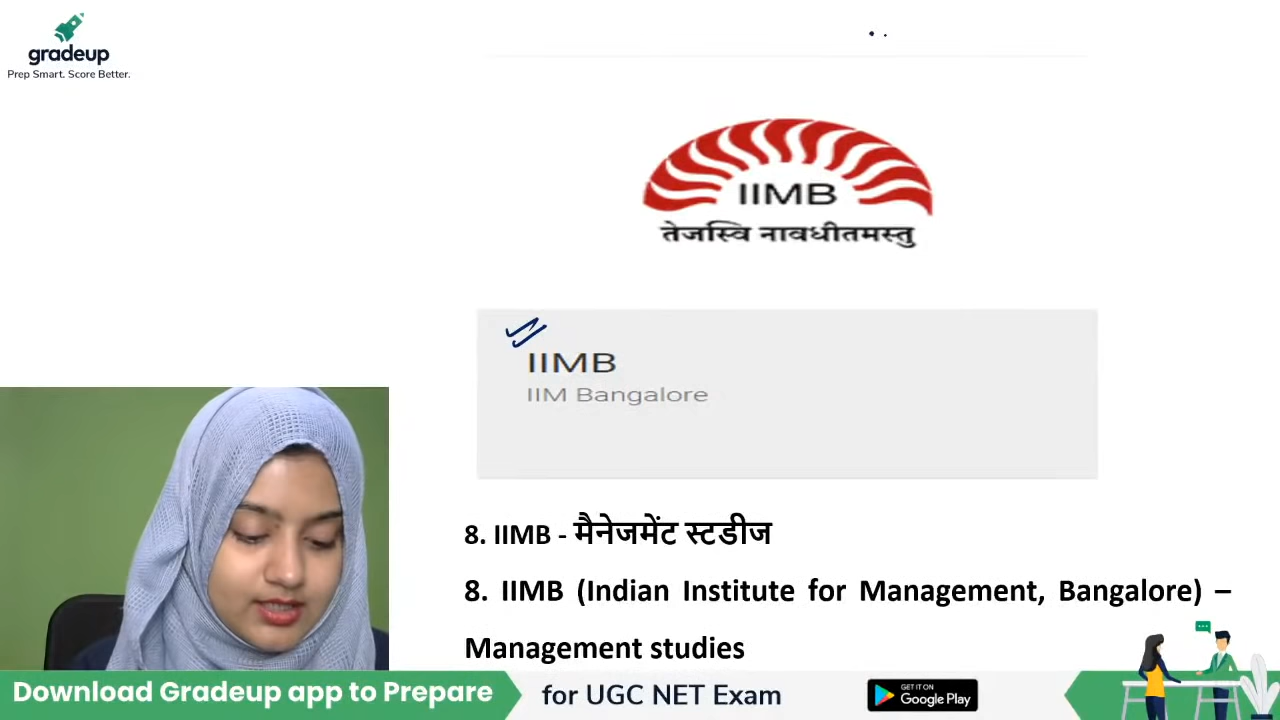 gradeup
Prep Smart. Score Better.
IIMB
तेजस्वि नावधीतमस्तु
IIMB
IIM Bangalore
8. IIMB - मैनेजमेंट स्टडीज
8. IIMB (Indian Institute for Management, Bangalore) –
Management studies
Download Gradeup app to Prepare for UGC NET Exam
GET IT ON
Google Play